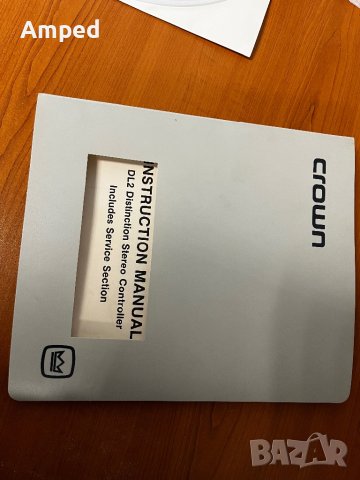 Amped
crown
INSTRUCTION MANUAL
DL2 Distinction Stereo Controller
Includes Service Section
BAZAR